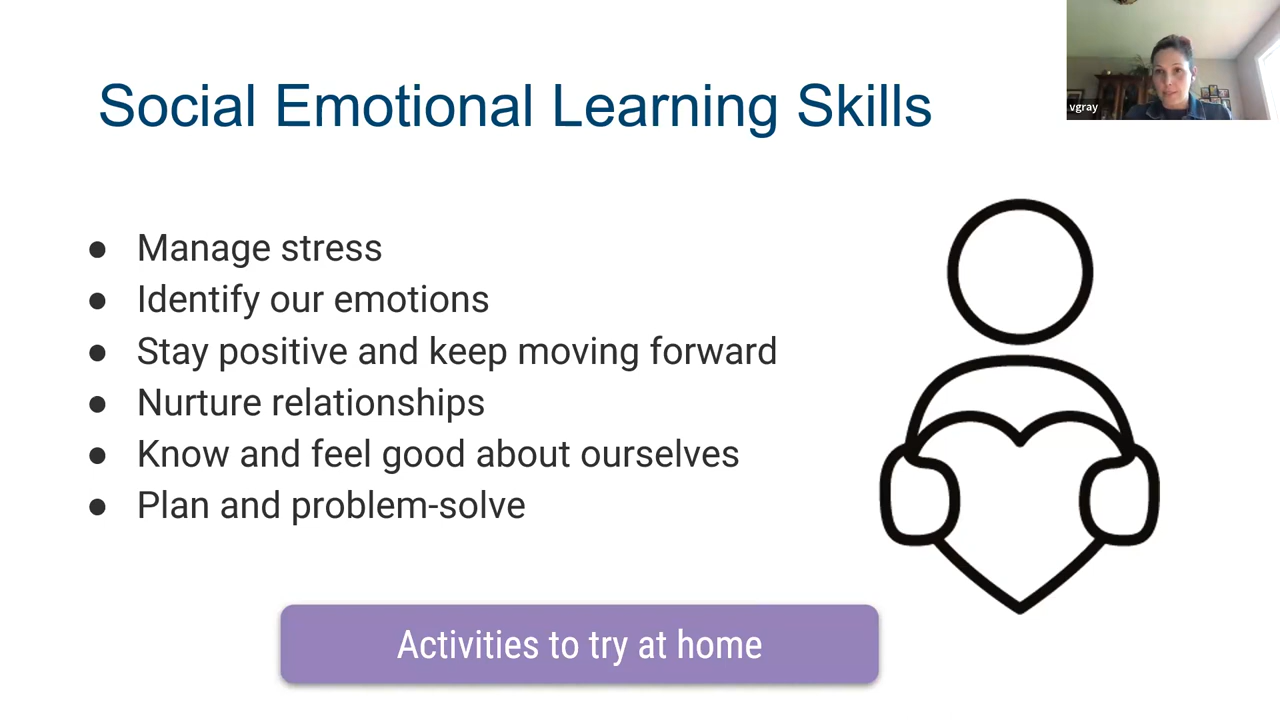 Social Emotional Learning Skills
vgray
● Manage stress
● Identify our emotions
● Stay positive and keep moving forward
● Nurture relationships
● Know and feel good about ourselves
● Plan and problem-solve
Activities to try at home